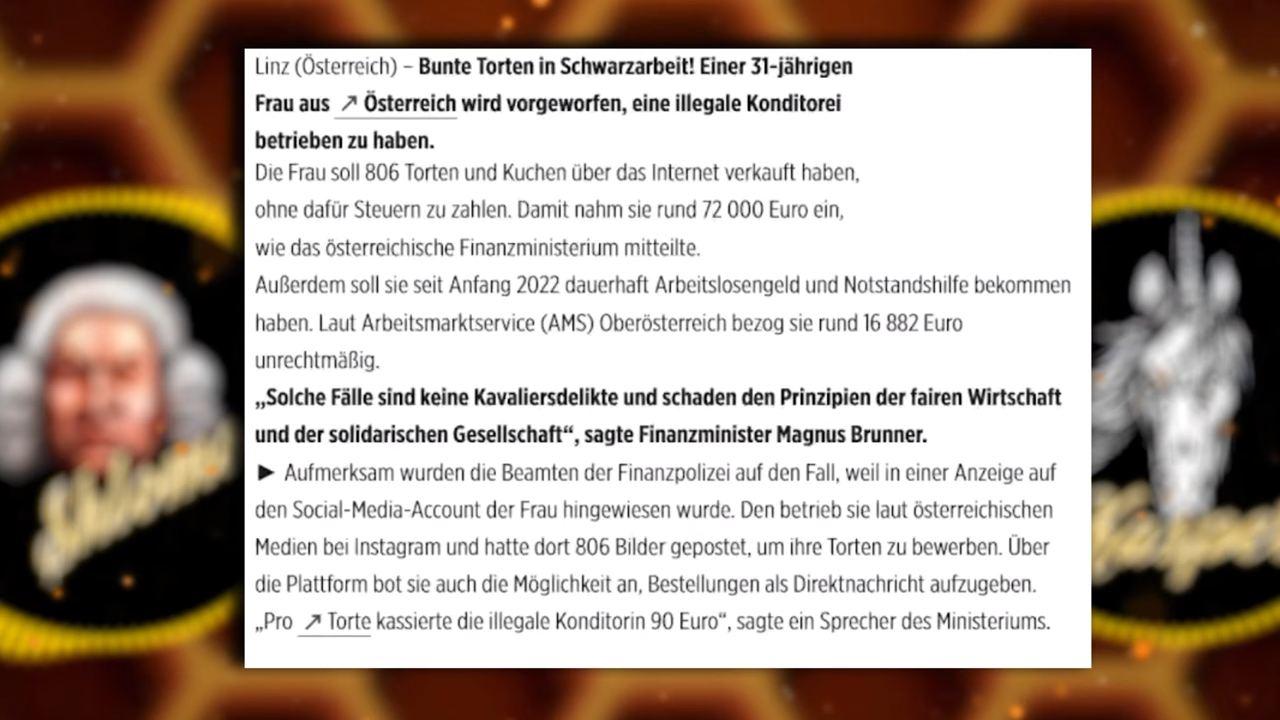 Linz (Österreich) – Bunte Torten in Schwarzarbeit! Einer 31-jährigen
Frau aus ↗ Österreich wird vorgeworfen, eine illegale Konditorei
betrieben zu haben.
Die Frau soll 806 Torten und Kuchen über das Internet verkauft haben,
ohne dafür Steuern zu zahlen. Damit nahm sie rund 72 000 Euro ein,
wie das österreichische Finanzministerium mitteilte.
Außerdem soll sie seit Anfang 2022 dauerhaft Arbeitslosengeld und Notstandshilfe bekommen
haben. Laut Arbeitsmarktservice (AMS) Oberösterreich bezog sie rund 16 882 Euro
unrechtmäßig.
„Solche Fälle sind keine Kavaliersdelikte und schaden den Prinzipien der fairen Wirtschaft
und der solidarischen Gesellschaft“, sagte Finanzminister Magnus Brunner.
► Aufmerksam wurden die Beamten der Finanzpolizei auf den Fall, weil in einer Anzeige auf
den Social-Media-Account der Frau hingewiesen wurde. Den betrieb sie laut österreichischen
Medien bei Instagram und hatte dort 806 Bilder gepostet, um ihre Torten zu bewerben. Über
die Plattform bot sie auch die Möglichkeit an, Bestellungen als Direktnachricht aufzugeben.
„Pro ↗ Torte kassierte die illegale Konditorin 90 Euro“, sagte ein Sprecher des Ministeriums.